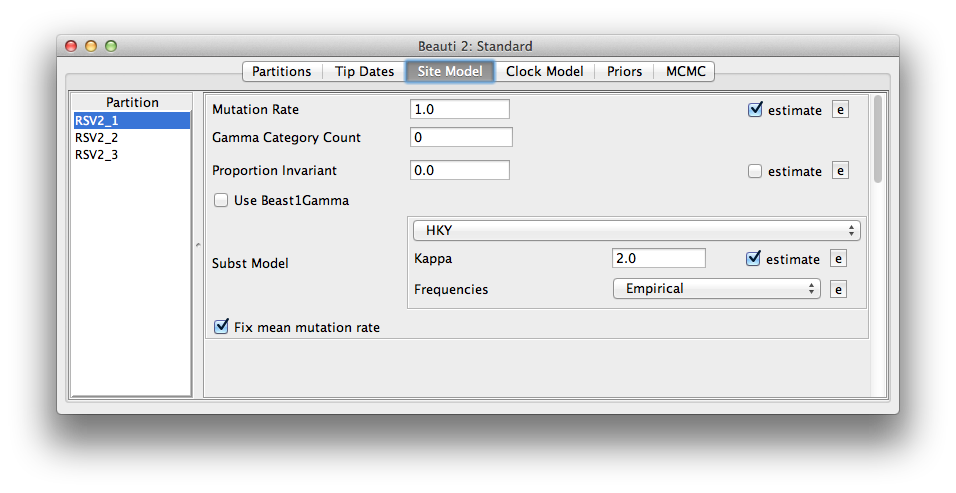 Beauti 2: Standard
Partitions Tip Dates Site Model Clock Model Priors MCMC
Partition
RSV2_1
RSV2_2
RSV2_3
Mutation Rate 1.0 estimate e
Gamma Category Count 0
Proportion Invariant 0.0 estimate e
Use Beast1Gamma
HKY
Subst Model
Kappa 2.0 estimate e
Frequencies Empirical e
Fix mean mutation rate